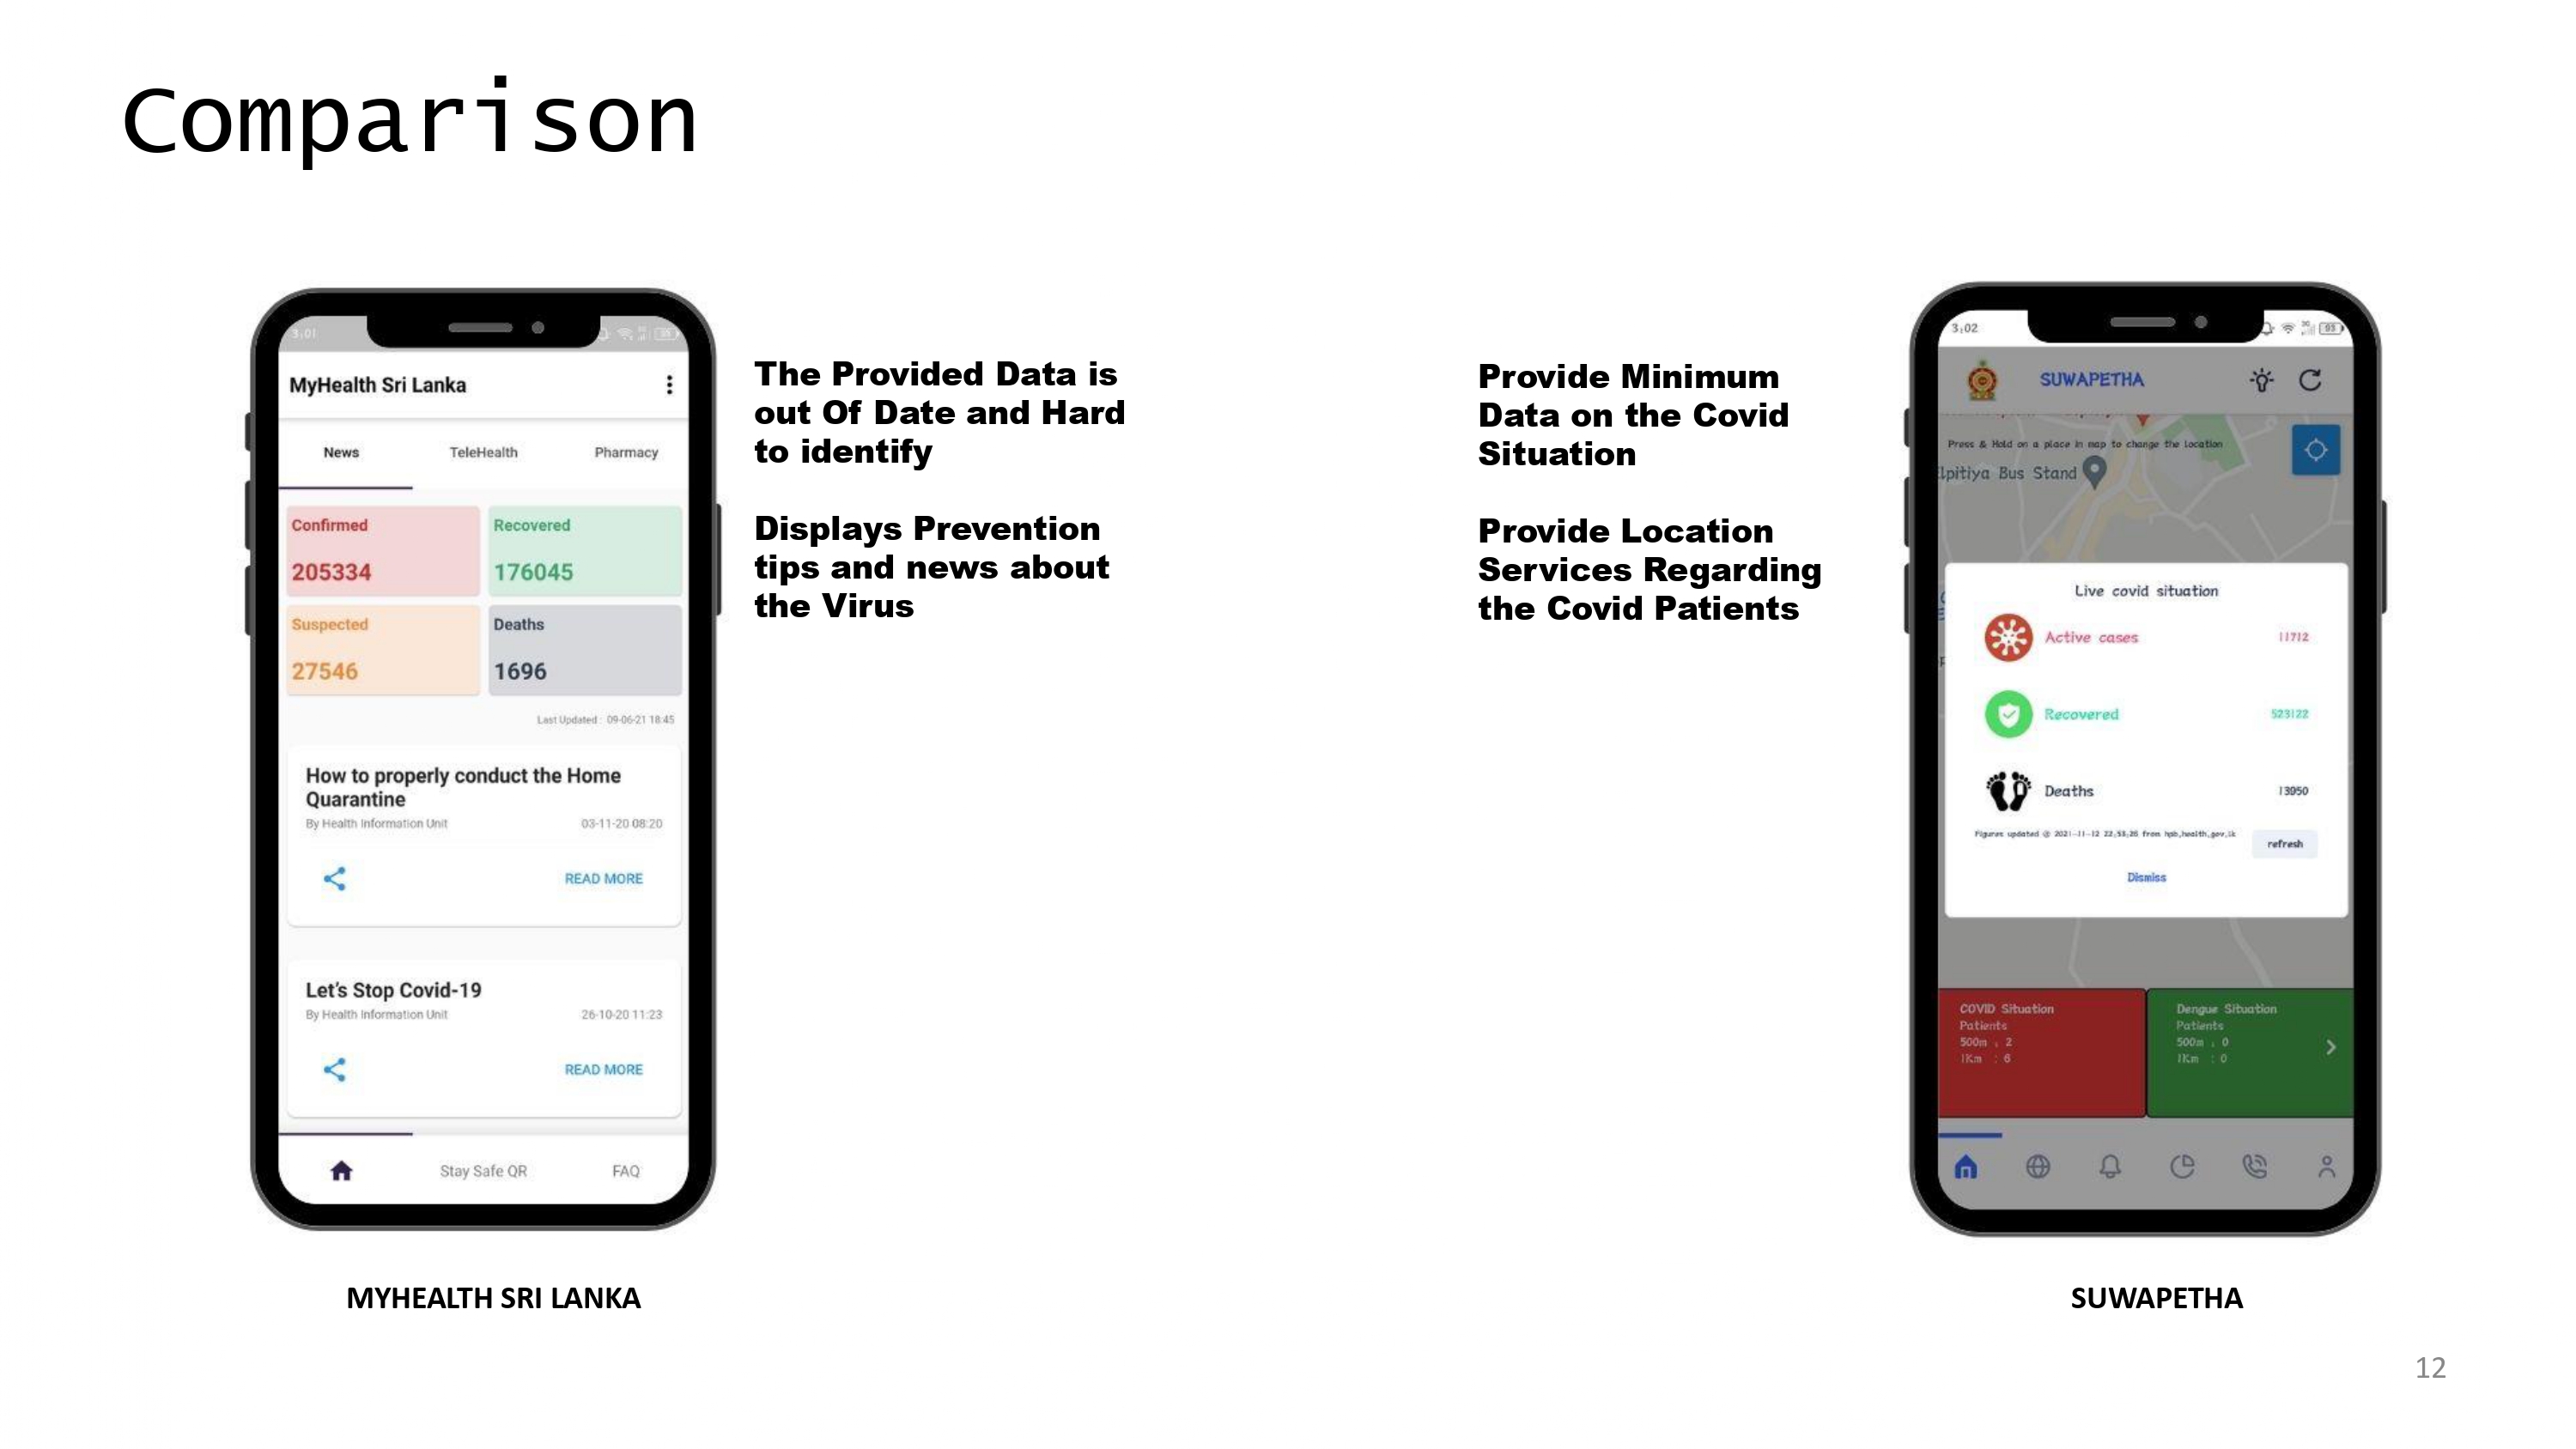 Comparison
3:01
MyHealth Sri Lanka
News TeleHealth Pharmacy
Confirmed Recovered
205334 176045
Suspected Deaths
27546 1696
Last Updated : 09-06-21 18:45
How to properly conduct the Home
Quarantine
By Health Information Unit 03-11-20 08:20
READ MORE
Let's Stop Covid-19
By Health Information Unit 26-10-20 11:23
READ MORE
Stay Safe QR FAQ
MYHEALTH SRI LANKA
The Provided Data is
out Of Date and Hard
to identify
Displays Prevention
tips and news about
the Virus
Provide Minimum
Data on the Covid
Situation
Provide Location
Services Regarding
the Covid Patients
3:02
SUWAPETHA
Press & Hold on a place in map to change the location
lpitiya Bus Stand
Live covid situation
Active cases 11712
Recovered 523122
Deaths 13950
Figures updated @ 2021-11-12 from hpb.health.gov.lk
refresh
Dismiss
COVID Situation
Patients
500m : 2
1Km : 6
Dengue Situation
Patients
500m : 0
1Km : 0
SUWAPETHA
12